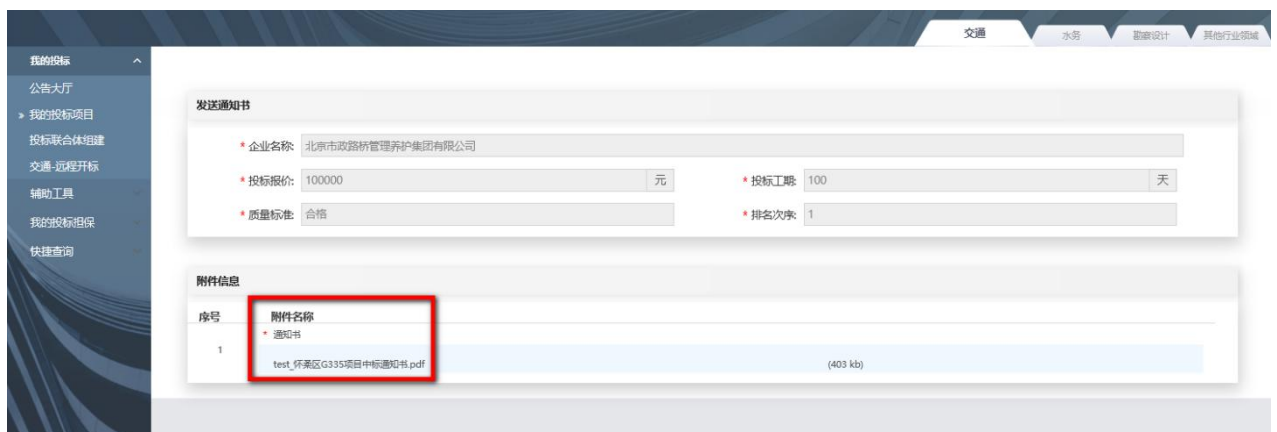 交通
水务
勘察设计
其他行业领域
我的投标
公告大厅
» 我的投标项目
投标联合体组建
交通-远程开标
辅助工具
我的投标担保
快捷查询
发送通知书
* 企业名称: 北京市政路桥管理养护集团有限公司
* 投标报价: 100000 元 * 投标工期: 100 天
* 质量标准: 合格 * 排名次序: 1
附件信息
序号 附件名称
* 通知书
1
test_怀柔区G335项目中标通知书.pdf (403 kb)